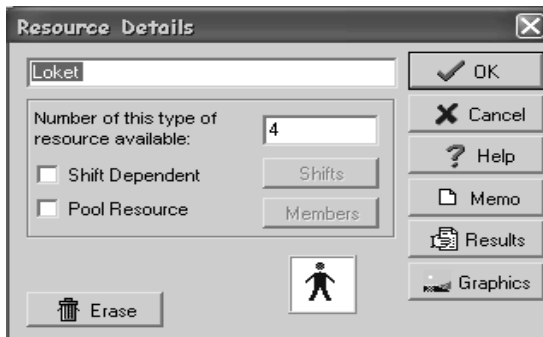 Resource Details
Loket
Number of this type of
resource available:
4
Shift Dependent
Shifts
Pool Resource
Members
Erase
OK
Cancel
Help
Memo
Results
Graphics